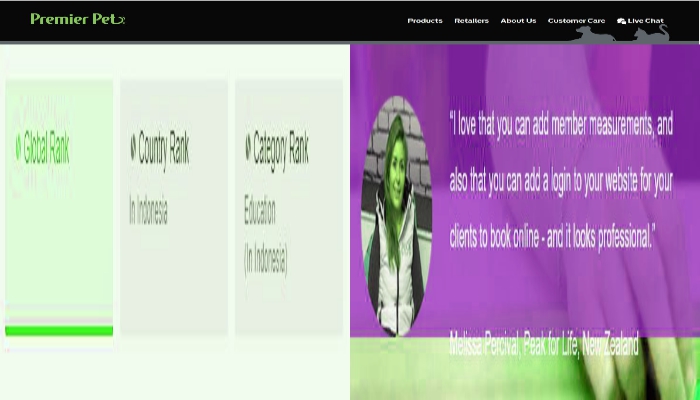 Premier Pet
Products Retailers About Us Customer Care Live Chat
Global Rank
Country Rank
In Indonesia
Category Rank
Education
(In Indonesia)
"I love that you can add member measurements, and
also that you can add a login to your website for your
clients to book online - and it looks professional."
Melissa Percival, Peak for Life, New Zealand